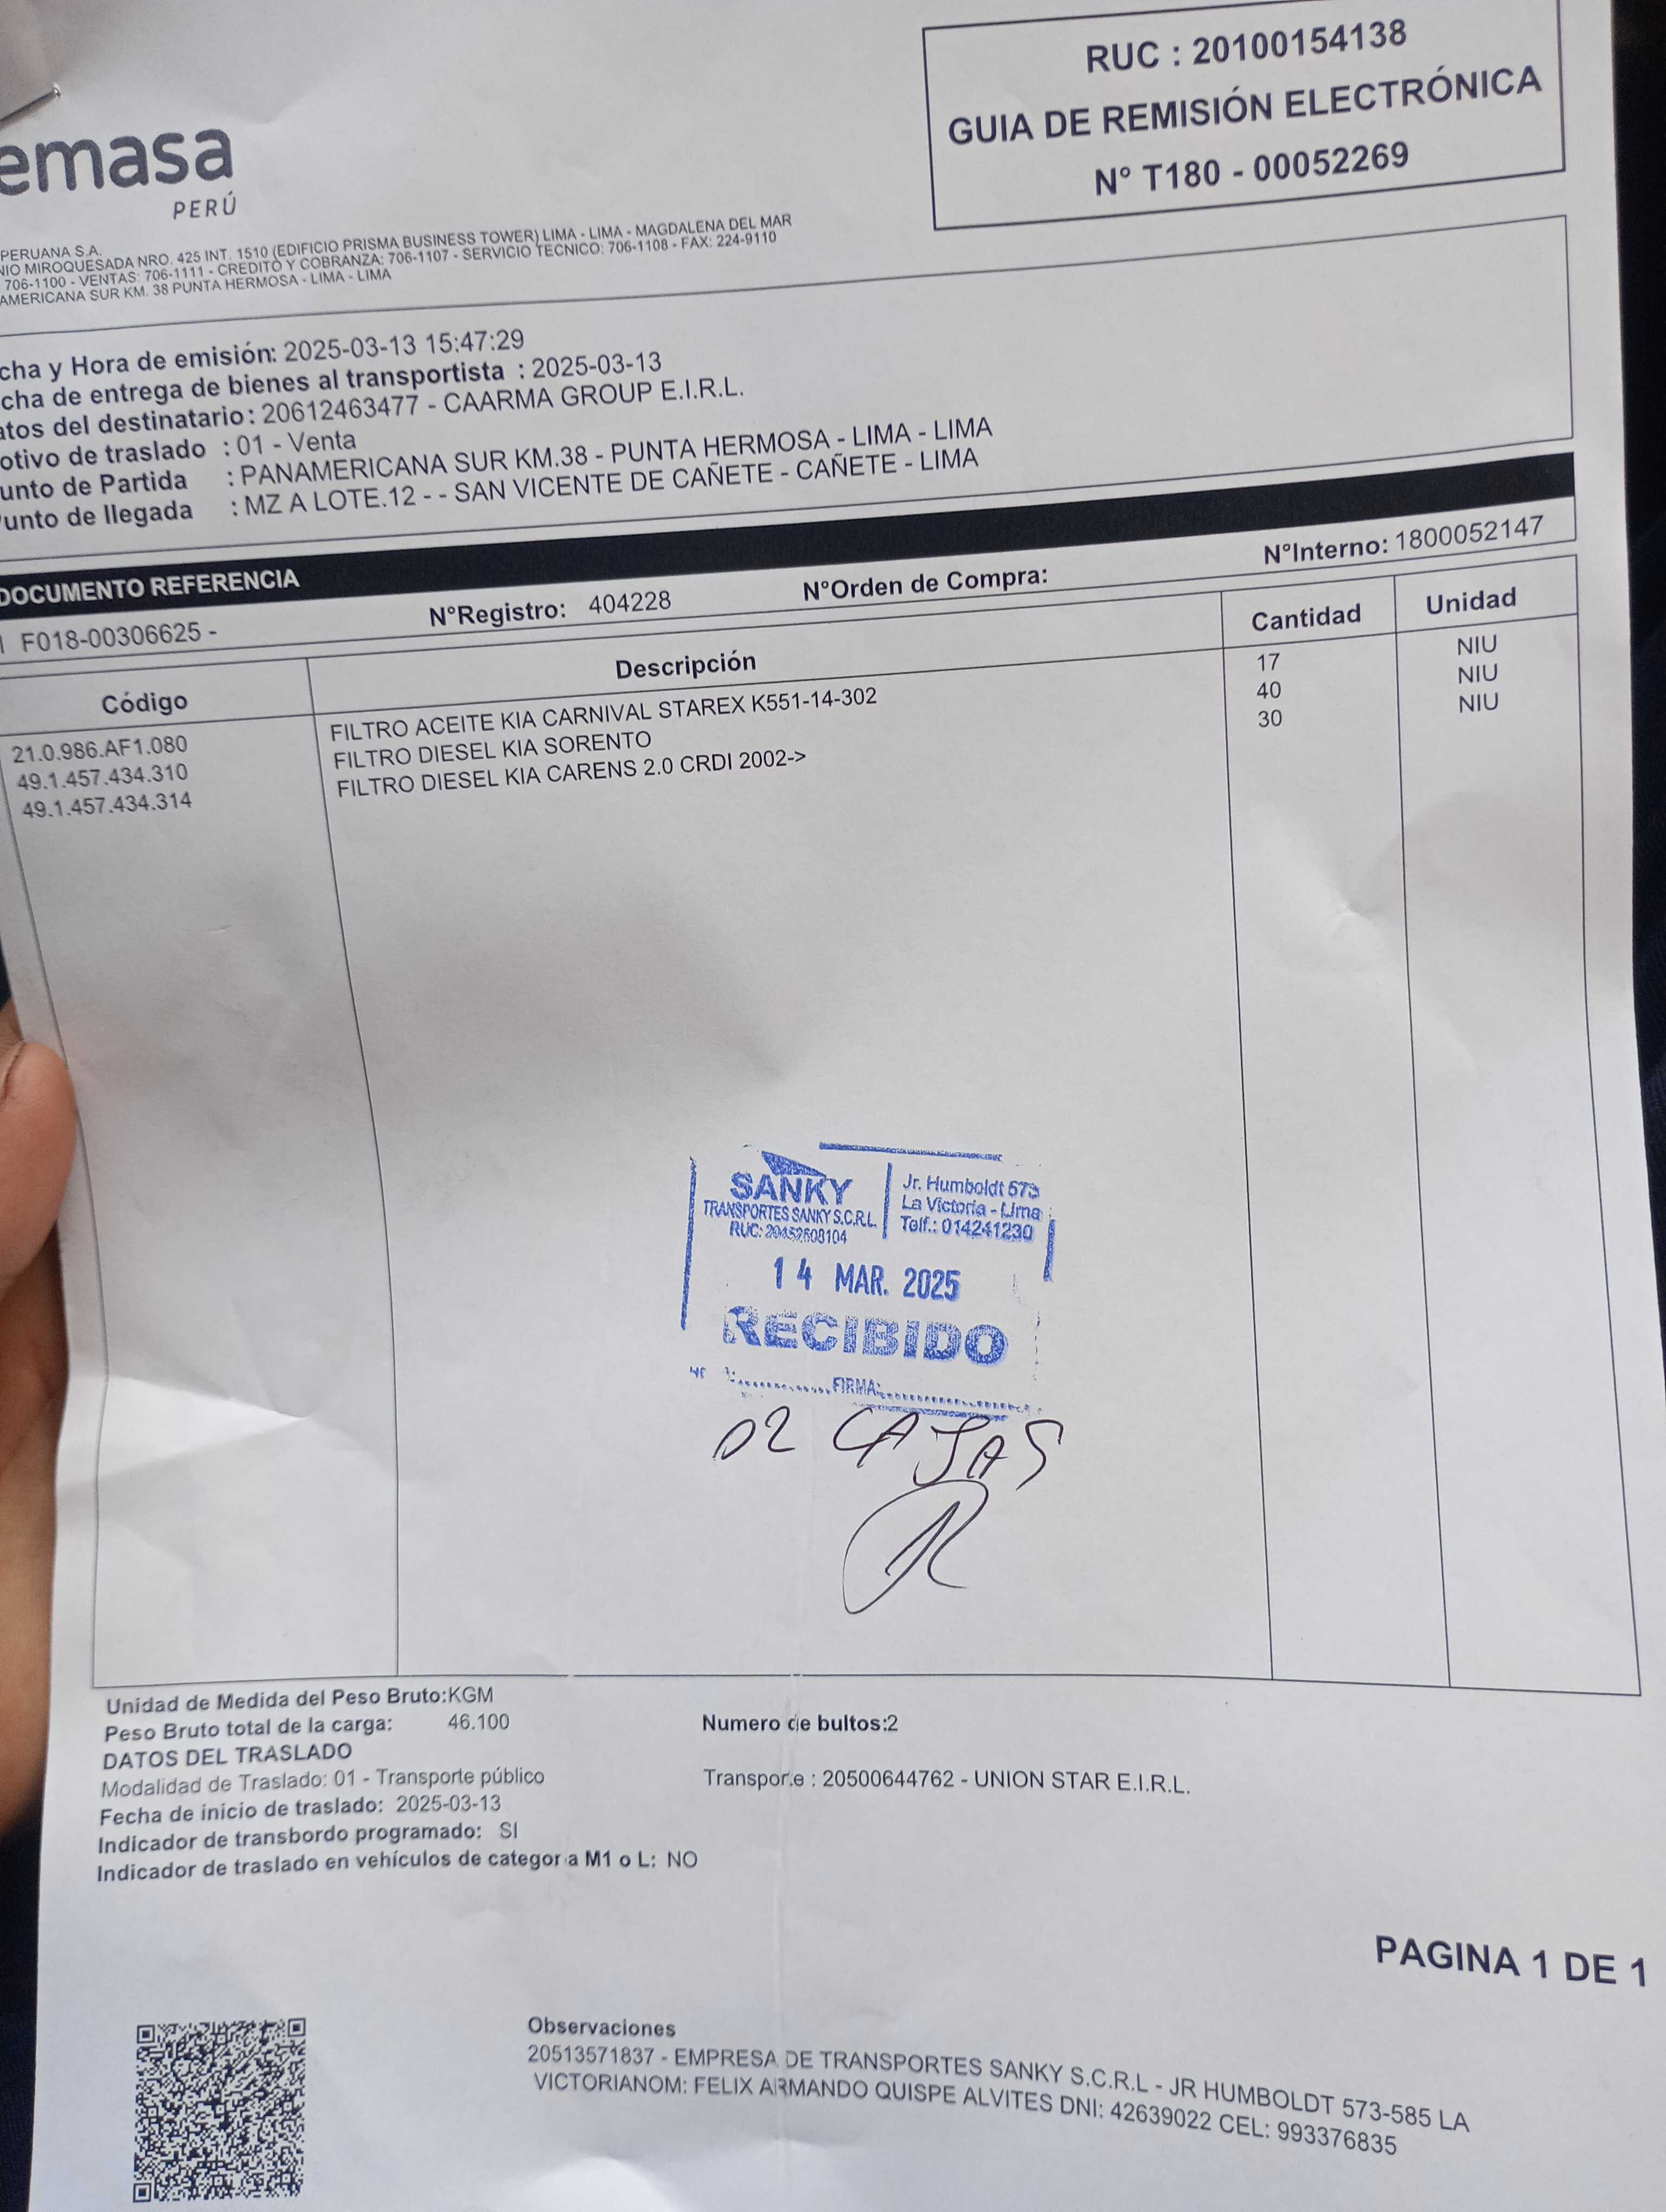 RUC : 20100154138
GUIA DE REMISIÓN ELECTRÓNICA
N° T180 - 00052269
emasa
PERÚ
PERUANA S.A.
NIO MIROQUESADA NRO. 425 INT. 1510 (EDIFICIO PRISMA BUSINESS TOWER) LIMA - LIMA - MAGDALENA DEL MAR
706-1100 - VENTAS: 706-1111 - CREDITO Y COBRANZA: 706-1107 - SERVICIO TECNICO: 706-1108 - FAX: 224-9110
AMERICANA SUR KM. 38 PUNTA HERMOSA - LIMA - LIMA
cha y Hora de emisión: 2025-03-13 15:47:29
cha de entrega de bienes al transportista : 2025-03-13
atos del destinatario: 20612463477 - CAARMA GROUP E.I.R.L.
otivo de traslado : 01 - Venta
unto de Partida : PANAMERICANA SUR KM.38 - PUNTA HERMOSA - LIMA - LIMA
Punto de llegada : MZ A LOTE.12 - - SAN VICENTE DE CAÑETE - CAÑETE - LIMA
DOCUMENTO REFERENCIA
F018-00306625 - N°Registro: 404228 N°Orden de Compra: N°Interno: 1800052147
Código Descripción Cantidad Unidad
21.0.986.AF1.080 FILTRO ACEITE KIA CARNIVAL STAREX K551-14-302 17 NIU
49.1.457.434.310 FILTRO DIESEL KIA SORENTO 40 NIU
49.1.457.434.314 FILTRO DIESEL KIA CARENS 2.0 CRDI 2002-> 30 NIU
SANKY
TRANSPORTES SANKY S.C.R.L.
Jr. Humboldt 573
La Victoria - Lima
Telf.: 014241230
14 MAR. 2025
RECIBIDO
FIRMA:
02 CAJAS
Unidad de Medida del Peso Bruto:KGM
Peso Bruto total de la carga: 46.100 Numero de bultos:2
DATOS DEL TRASLADO
Modalidad de Traslado: 01 - Transporte público Transporte : 20500644762 - UNION STAR E.I.R.L.
Fecha de inicio de traslado: 2025-03-13
Indicador de transbordo programado: SI
Indicador de traslado en vehículos de categoría M1 o L: NO
PAGINA 1 DE 1
Observaciones
20513571837 - EMPRESA DE TRANSPORTES SANKY S.C.R.L - JR HUMBOLDT 573-585 LA
VICTORIANOM: FELIX ARMANDO QUISPE ALVITES DNI: 42639022 CEL: 993376835